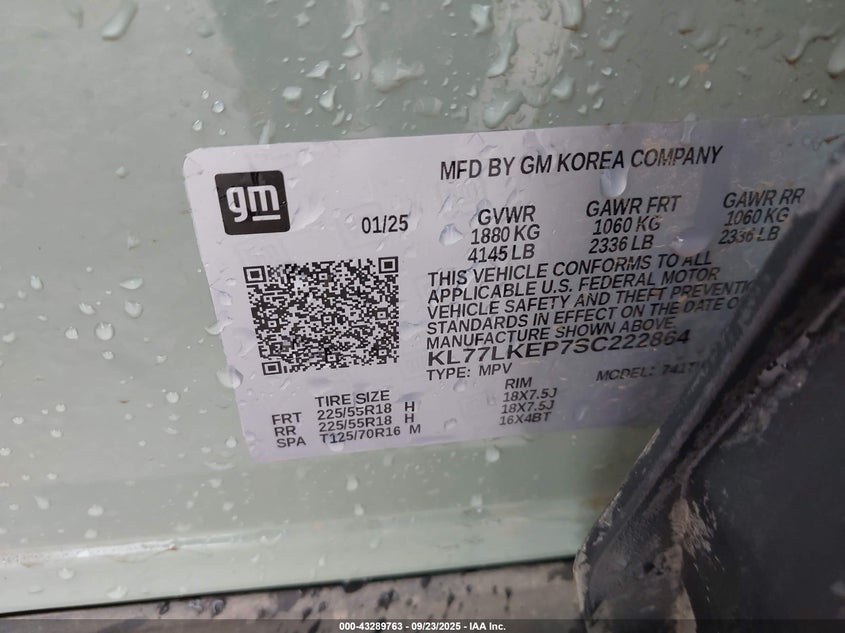 gm
MFD BY GM KOREA COMPANY
01/25
GVWR GAWR FRT GAWR RR
1880 KG 1060 KG 1060 KG
4145 LB 2336 LB 2336 LB
THIS VEHICLE CONFORMS TO ALL
APPLICABLE U.S. FEDERAL MOTOR
VEHICLE SAFETY AND THEFT PREVENTI
STANDARDS IN EFFECT ON THE DATE O
MANUFACTURE SHOWN ABOVE
KL77LKEP7SC222864
TYPE: MPV MODEL:
TIRE SIZE RIM
FRT 225/55R18 H 18X7.5J
RR 225/55R18 H 18X7.5J
SPA T125/70R16 M 16X4BT
000-43289763 - 09/23/2025 - IAA Inc.